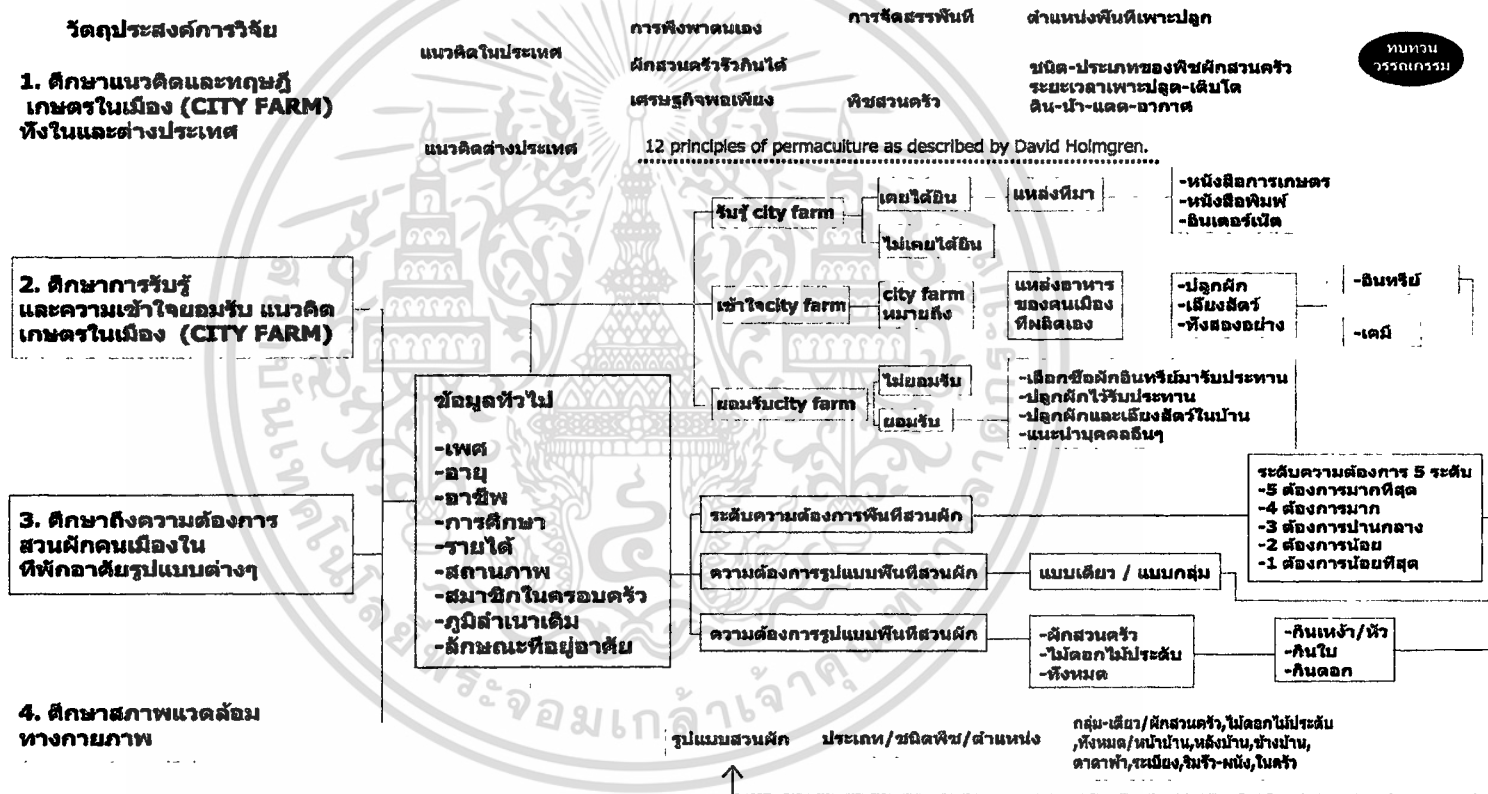 วัตถุประสงค์การวิจัย
1. ศึกษาแนวคิดและทฤษฎี
เกษตรในเมือง (CITY FARM)
ทั้งในและต่างประเทศ
แนวคิดในประเทศ
การพึ่งพาตนเอง
ผักสวนครัวรั้วกินได้
เศรษฐกิจพอเพียง
การจัดสรรพื้นที่
พืชสวนครัว
ตำแหน่งพื้นที่เพาะปลูก
ชนิด-ประเภทของพืชผักสวนครัว
ระยะเวลาเพาะปลูก-เติบโต
ดิน-น้ำ-แดด-อากาศ
ทบทวน
วรรณกรรม
แนวคิดต่างประเทศ
12 principles of permaculture as described by David Holmgren.
2. ศึกษาการรับรู้
และความเข้าใจยอมรับ แนวคิด
เกษตรในเมือง (CITY FARM)
รับรู้ city farm
เคยได้ยิน
ไม่เคยได้ยิน
แหล่งที่มา
-หนังสือการเกษตร
-หนังสือพิมพ์
-อินเตอร์เน็ต
เข้าใจcity farm
city farm
หมายถึง
แหล่งอาหาร
ของคนเมือง
ที่ผลิตเอง
-ปลูกผัก
-เลี้ยงสัตว์
-ทั้งสองอย่าง
-อินทรีย์
-เคมี
ยอมรับcity farm
ไม่ยอมรับ
ยอมรับ
-เลือกซื้อผักอินทรีย์มารับประทาน
-ปลูกผักไว้รับประทาน
-ปลูกผักและเลี้ยงสัตว์ในบ้าน
-แนะนำบุคคลอื่นๆ
ข้อมูลทั่วไป
-เพศ
-อายุ
-อาชีพ
-การศึกษา
-รายได้
-สถานภาพ
-สมาชิกในครอบครัว
-ภูมิลำเนาเดิม
-ลักษณะที่อยู่อาศัย
3. ศึกษาถึงความต้องการ
สวนผักคนเมืองใน
ที่พักอาศัยรูปแบบต่างๆ
ระดับความต้องการพื้นที่สวนผัก
ระดับความต้องการ 5 ระดับ
-5 ต้องการมากที่สุด
-4 ต้องการมาก
-3 ต้องการปานกลาง
-2 ต้องการน้อย
-1 ต้องการน้อยที่สุด
ความต้องการรูปแบบพื้นที่สวนผัก
แบบเดี่ยว / แบบกลุ่ม
ความต้องการรูปแบบพื้นที่สวนผัก
-ผักสวนครัว
-ไม้ดอกไม้ประดับ
-ทั้งหมด
-กินเหง้า/หัว
-กินใบ
-กินดอก
4. ศึกษาสภาพแวดล้อม
ทางกายภาพ
รูปแบบสวนผัก
ประเภท/ชนิดพืช/ตำแหน่ง
กลุ่ม-เดี่ยว/ผักสวนครัว,ไม้ดอกไม้ประดับ
,ทั้งหมด/หน้าบ้าน,หลังบ้าน,ข้างบ้าน,
ดาดฟ้า,ระเบียง,ริมรั้ว-ผนัง,ในครัว